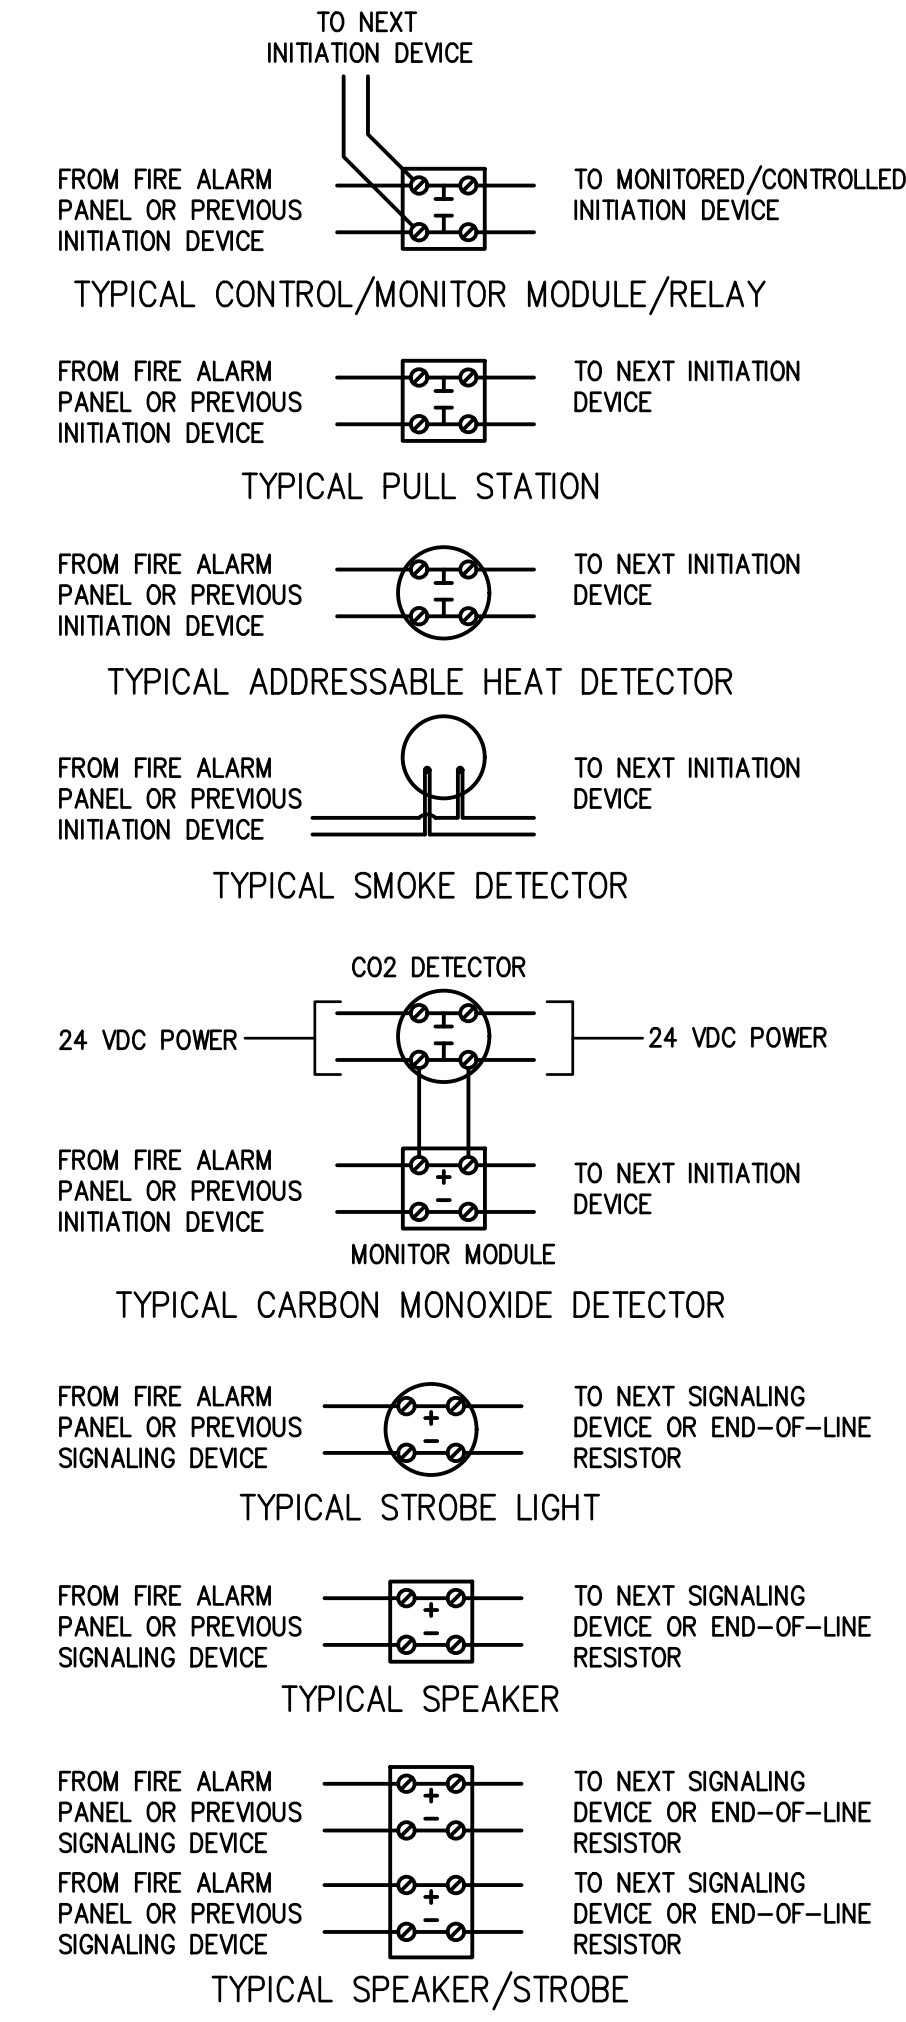 TO NEXT
INITIATION DEVICE
FROM FIRE ALARM
PANEL OR PREVIOUS
INITIATION DEVICE
TO MONITORED/CONTROLLED
INITIATION DEVICE
TYPICAL CONTROL/MONITOR MODULE/RELAY
FROM FIRE ALARM
PANEL OR PREVIOUS
INITIATION DEVICE
TO NEXT INITIATION
DEVICE
TYPICAL PULL STATION
FROM FIRE ALARM
PANEL OR PREVIOUS
INITIATION DEVICE
TO NEXT INITIATION
DEVICE
TYPICAL ADDRESSABLE HEAT DETECTOR
FROM FIRE ALARM
PANEL OR PREVIOUS
INITIATION DEVICE
TO NEXT INITIATION
DEVICE
TYPICAL SMOKE DETECTOR
CO2 DETECTOR
24 VDC POWER
24 VDC POWER
FROM FIRE ALARM
PANEL OR PREVIOUS
INITIATION DEVICE
+
−
TO NEXT INITIATION
DEVICE
MONITOR MODULE
TYPICAL CARBON MONOXIDE DETECTOR
FROM FIRE ALARM
PANEL OR PREVIOUS
SIGNALING DEVICE
+
−
TO NEXT SIGNALING
DEVICE OR END-OF-LINE
RESISTOR
TYPICAL STROBE LIGHT
FROM FIRE ALARM
PANEL OR PREVIOUS
SIGNALING DEVICE
+
−
TO NEXT SIGNALING
DEVICE OR END-OF-LINE
RESISTOR
TYPICAL SPEAKER
FROM FIRE ALARM
PANEL OR PREVIOUS
SIGNALING DEVICE
+
−
TO NEXT SIGNALING
DEVICE OR END-OF-LINE
RESISTOR
FROM FIRE ALARM
PANEL OR PREVIOUS
SIGNALING DEVICE
+
−
TO NEXT SIGNALING
DEVICE OR END-OF-LINE
RESISTOR
TYPICAL SPEAKER/STROBE